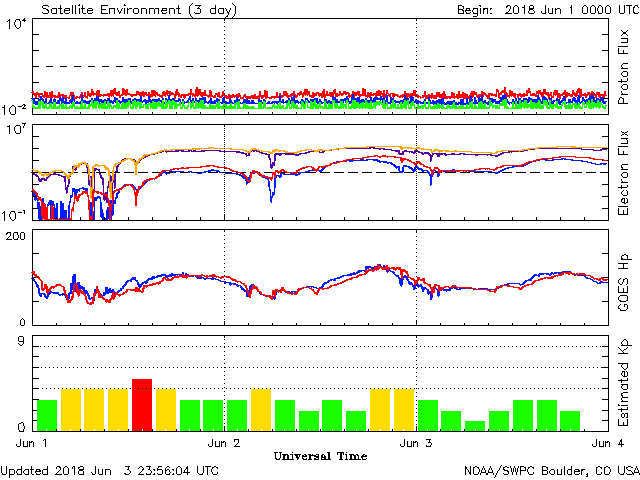 Satellite Environment (3 day)
Begin: 2018 Jun 1 0000 UTC
10⁴
10⁻²
Proton Flux
10⁷
10⁻¹
Electron Flux
200
0
GOES Hp
9
0
Estimated Kp
Jun 1 Jun 2 Jun 3 Jun 4
Universal Time
Updated 2018 Jun 3 23:56:04 UTC
NOAA/SWPC Boulder, CO USA